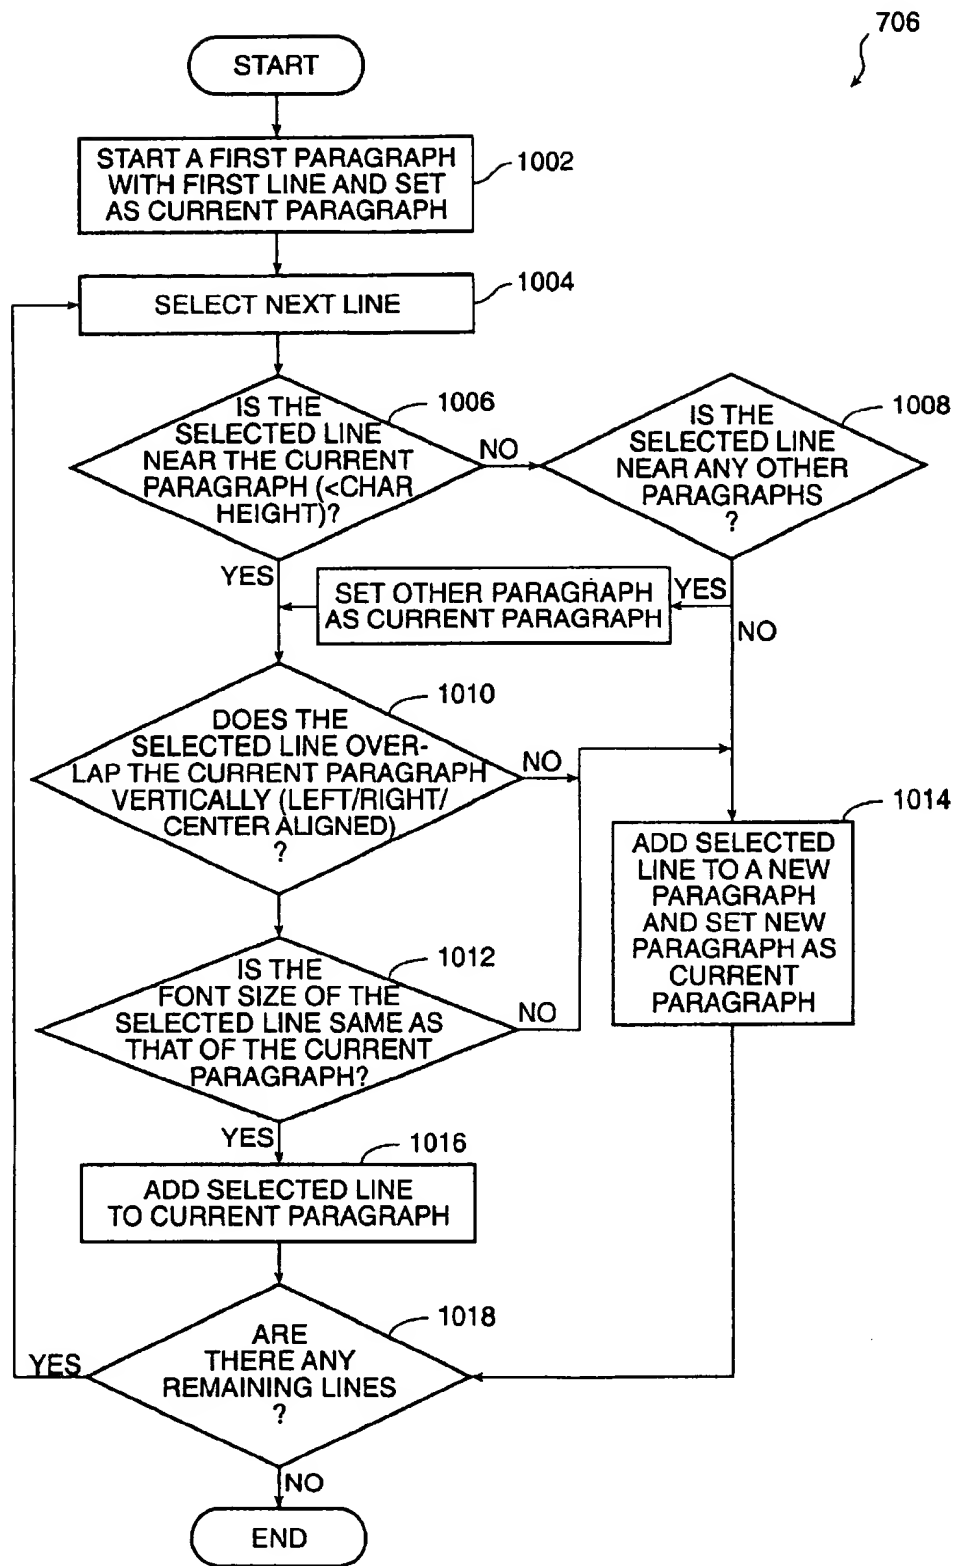 706
START
START A FIRST PARAGRAPH
WITH FIRST LINE AND SET
AS CURRENT PARAGRAPH
1002
SELECT NEXT LINE
1004
IS THE
SELECTED LINE
NEAR THE CURRENT
PARAGRAPH (<CHAR
HEIGHT)?
1006
NO
IS THE
SELECTED LINE
NEAR ANY OTHER
PARAGRAPHS
?
1008
YES
SET OTHER PARAGRAPH
AS CURRENT PARAGRAPH
YES
NO
DOES THE
SELECTED LINE OVER-
LAP THE CURRENT PARAGRAPH
VERTICALLY (LEFT/RIGHT/
CENTER ALIGNED)
?
1010
NO
ADD SELECTED
LINE TO A NEW
PARAGRAPH
AND SET NEW
PARAGRAPH AS
CURRENT
PARAGRAPH
1014
IS THE
FONT SIZE OF THE
SELECTED LINE SAME AS
THAT OF THE CURRENT
PARAGRAPH?
1012
NO
YES
ADD SELECTED LINE
TO CURRENT PARAGRAPH
1016
ARE
THERE ANY
REMAINING LINES
?
1018
YES
NO
END